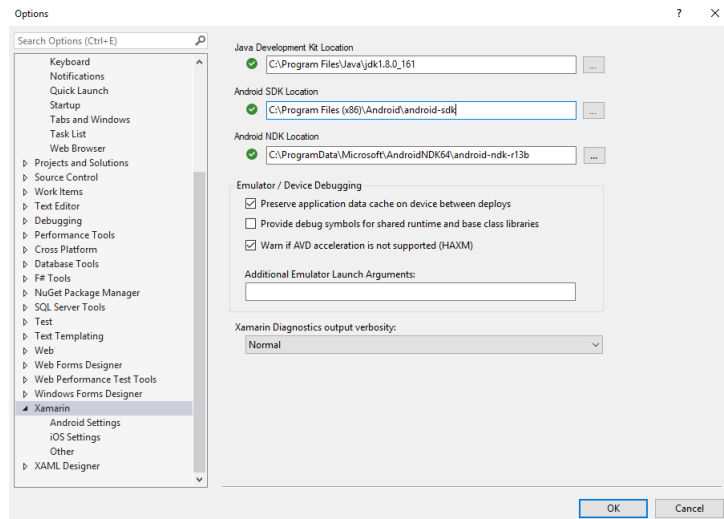 Options
?
Search Options (Ctrl+E)
Keyboard
Notifications
Quick Launch
Startup
Tabs and Windows
Task List
Web Browser
Projects and Solutions
Source Control
Work Items
Text Editor
Debugging
Performance Tools
Cross Platform
Database Tools
F# Tools
NuGet Package Manager
SQL Server Tools
Test
Text Templating
Web
Web Forms Designer
Web Performance Test Tools
Windows Forms Designer
Xamarin
Android Settings
iOS Settings
Other
XAML Designer
Java Development Kit Location
C:\Program Files\Java\jdk1.8.0_161
...
Android SDK Location
C:\Program Files (x86)\Android\android-sdk
...
Android NDK Location
C:\ProgramData\Microsoft\AndroidNDK64\android-ndk-r13b
...
Emulator / Device Debugging
Preserve application data cache on device between deploys
Provide debug symbols for shared runtime and base class libraries
Warn if AVD acceleration is not supported (HAXM)
Additional Emulator Launch Arguments:
Xamarin Diagnostics output verbosity:
Normal
OK
Cancel